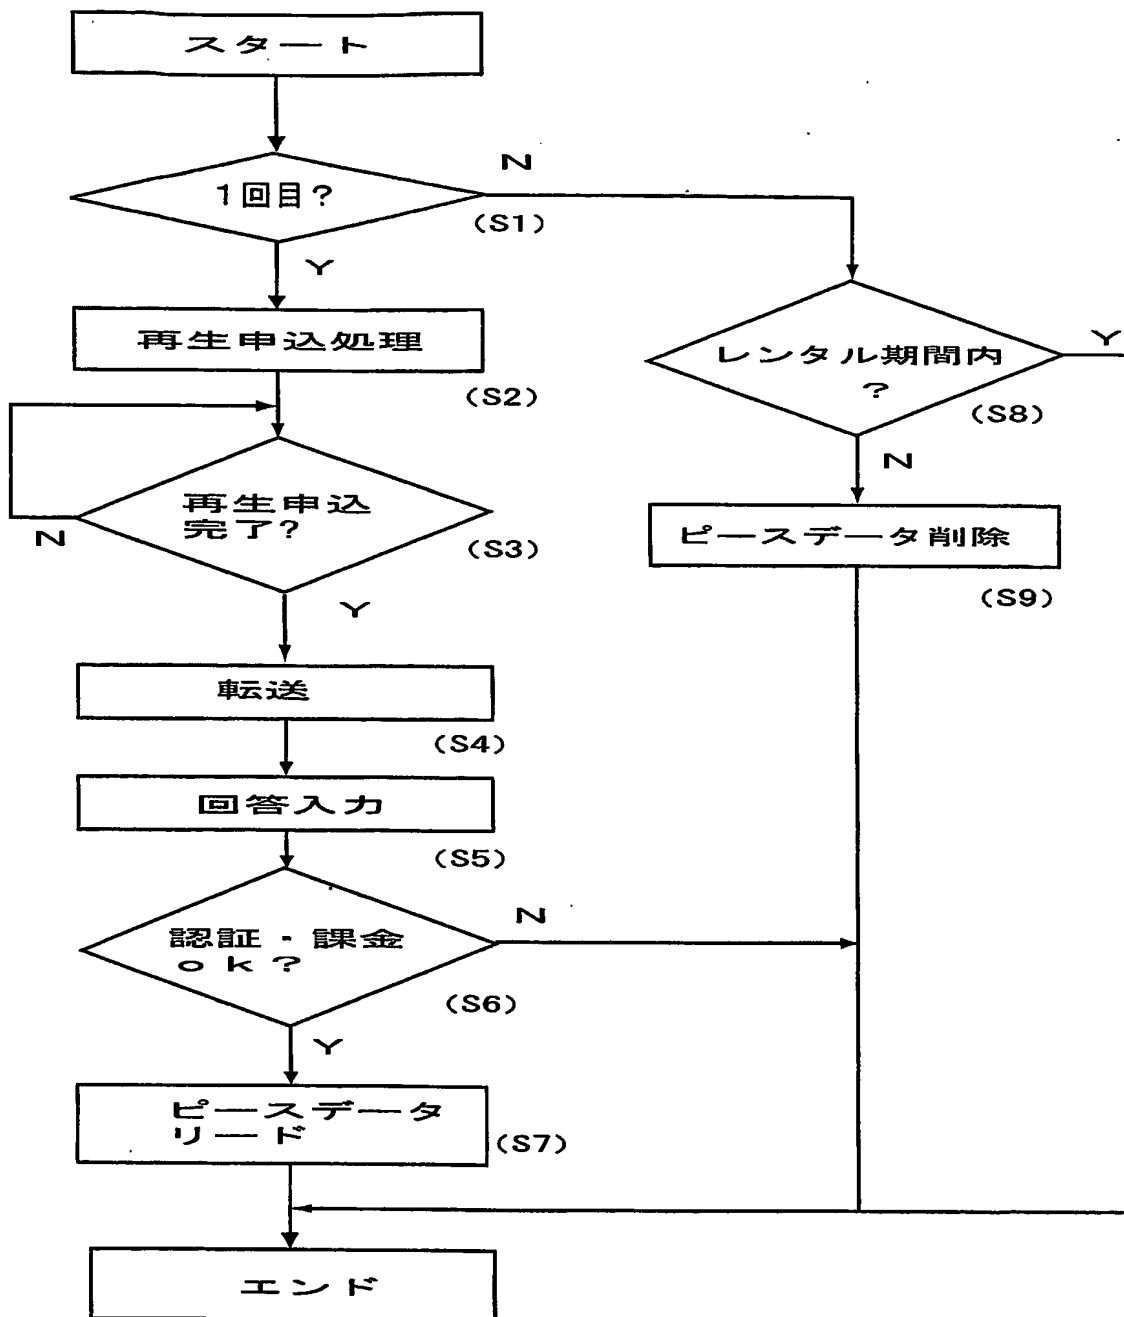 スタート
1回目?
N
(S1)
Y
再生申込処理
(S2)
再生申込
完了?
N
(S3)
Y
転送
(S4)
回答入力
(S5)
認証・課金
ok?
N
(S6)
Y
ピースデータ
リード
(S7)
エンド
レンタル期間内
?
Y
(S8)
N
ピースデータ削除
(S9)